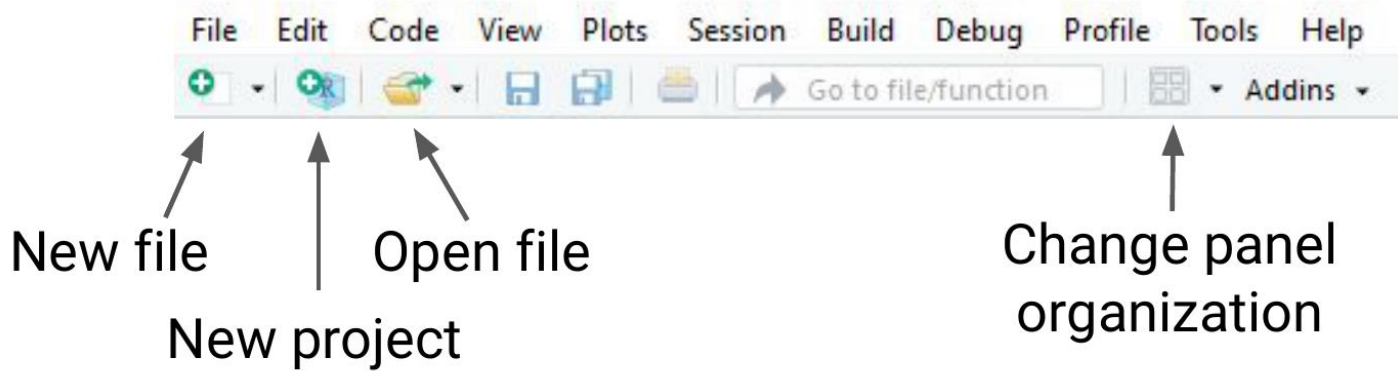 File Edit Code View Plots Session Build Debug Profile Tools Help
R Go to file/function Addins
New file
Open file
New project
Change panel
organization